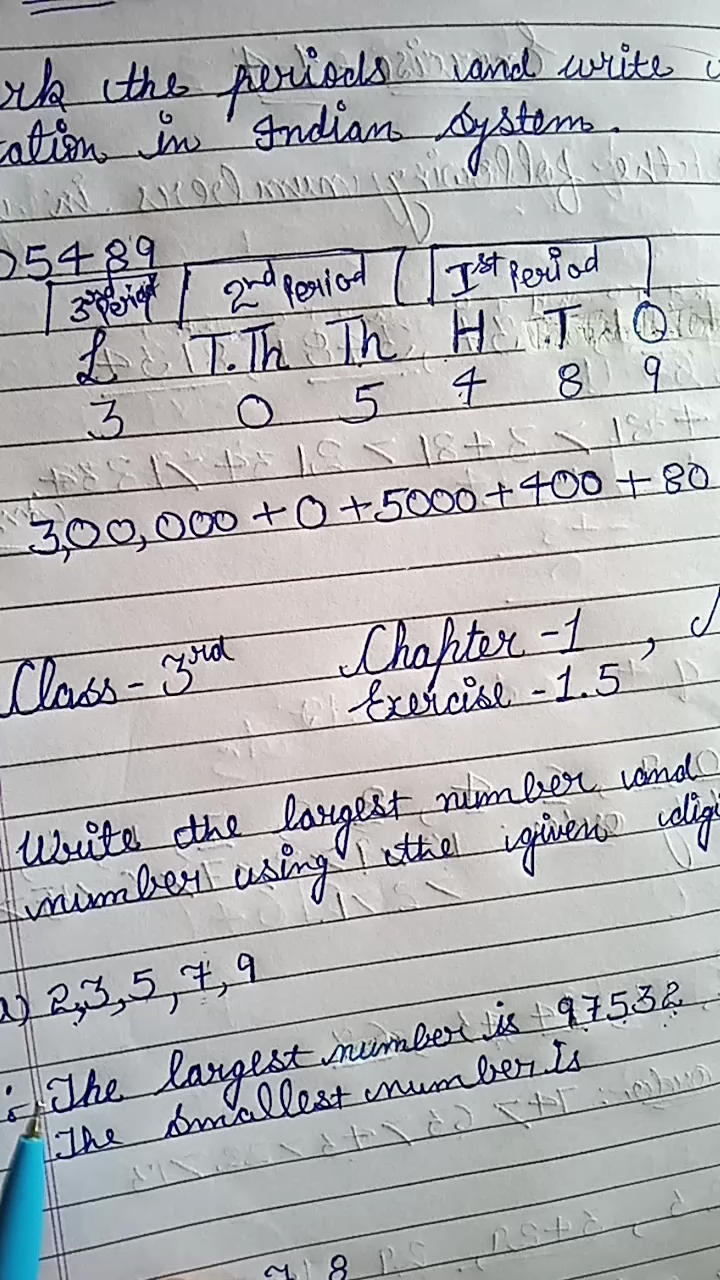 rk the periods and write
ation in Indian System.
05489
3rd Period 2nd Period Ist Period
L T.Th Th H T O
3 0 5 4 8 9
3,00,000 + 0 + 5000 + 400 + 80
Class - 3rd Chapter - 1 ,
Exercise - 1.5
Write the largest number and
number using the given digi
a) 2,3,5,7,9
The largest number is 97532
The Smallest number Is
8